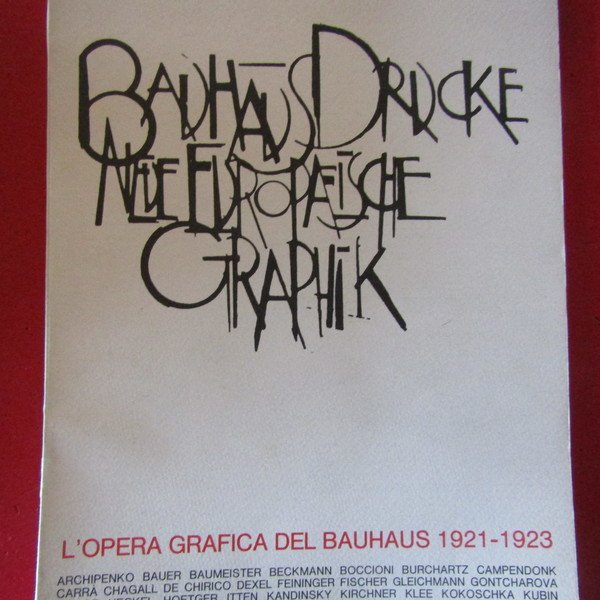 BAUHAUS DRUCKE
NEUE EUROPAEISCHE
GRAPHIK
L'OPERA GRAFICA DEL BAUHAUS 1921-1923
ARCHIPENKO BAUER BAUMEISTER BECKMANN BOCCIONI BURCHARTZ CAMPENDONK
CARRÀ CHAGALL DE CHIRICO DEXEL FEININGER FISCHER GLEICHMANN GONTCHAROVA
HECKEL HOETGER ITTEN KANDINSKY KIRCHNER KLEE KOKOSCHKA KUBIN